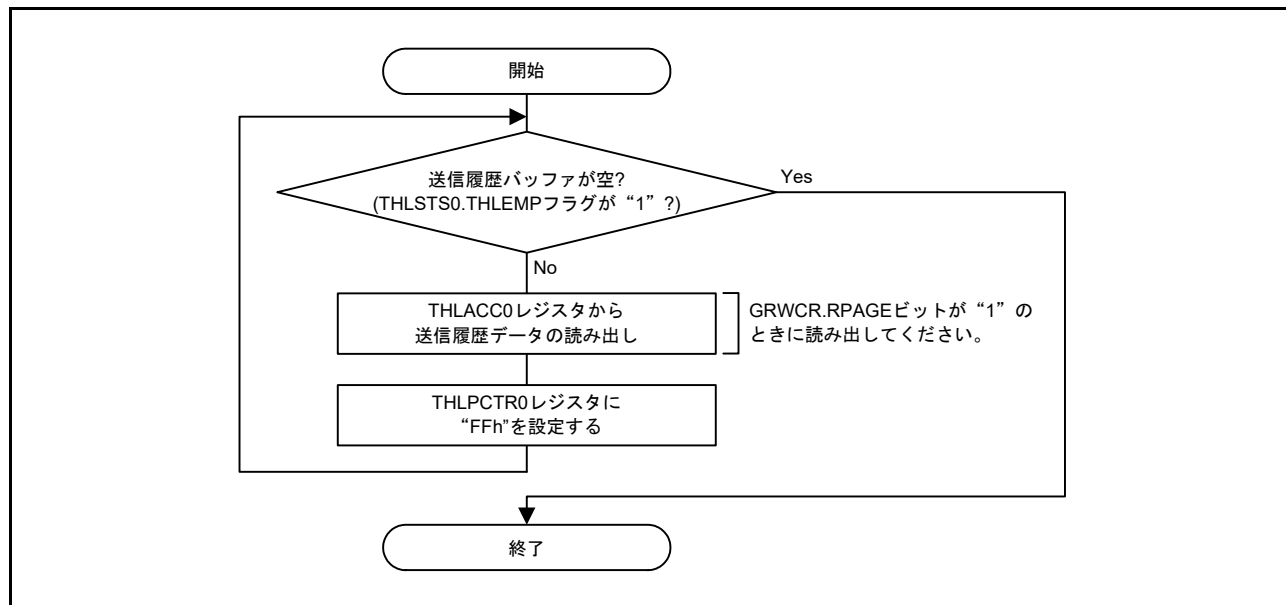 開始
送信履歴バッファが空?
(THLSTS0.THLEMPフラグが“1”?)
Yes
No
THLACC0レジスタから
送信履歴データの読み出し
GRWCR.RPAGEビットが“1”の
ときに読み出してください。
THLPCTR0レジスタに
“FFh”を設定する
終了